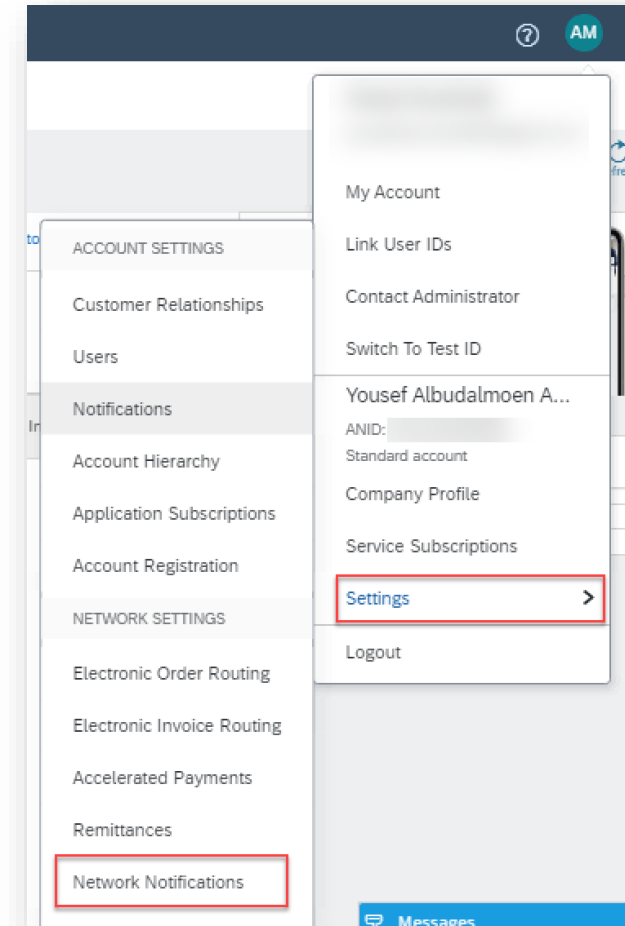 AM
My Account
Link User IDs
Contact Administrator
Switch To Test ID
Yousef Albudalmoen A...
ANID:
Standard account
Company Profile
Service Subscriptions
Settings
Logout
to
ACCOUNT SETTINGS
Customer Relationships
Users
Notifications
Account Hierarchy
Application Subscriptions
Account Registration
NETWORK SETTINGS
Electronic Order Routing
Electronic Invoice Routing
Accelerated Payments
Remittances
Network Notifications
Messages